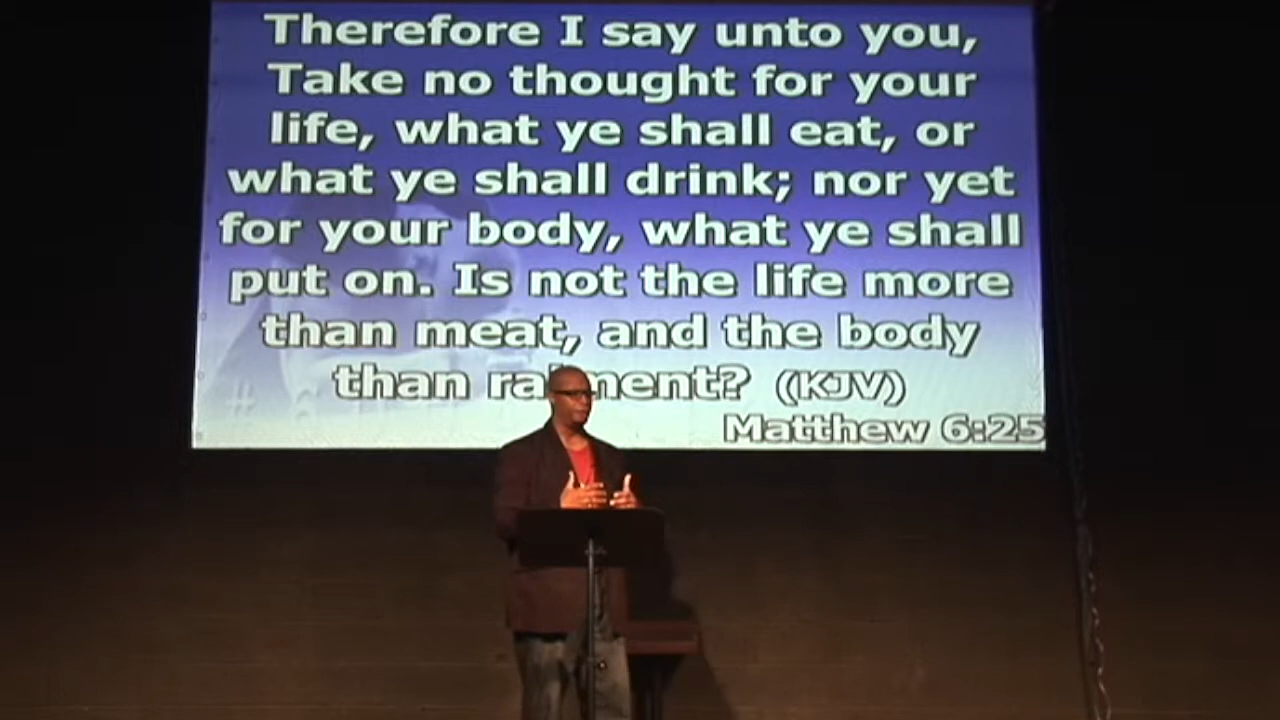 Therefore I say unto you,
Take no thought for your
life, what ye shall eat, or
what ye shall drink; nor yet
for your body, what ye shall
put on. Is not the life more
than meat, and the body
than raiment? (KJV)
Matthew 6:25